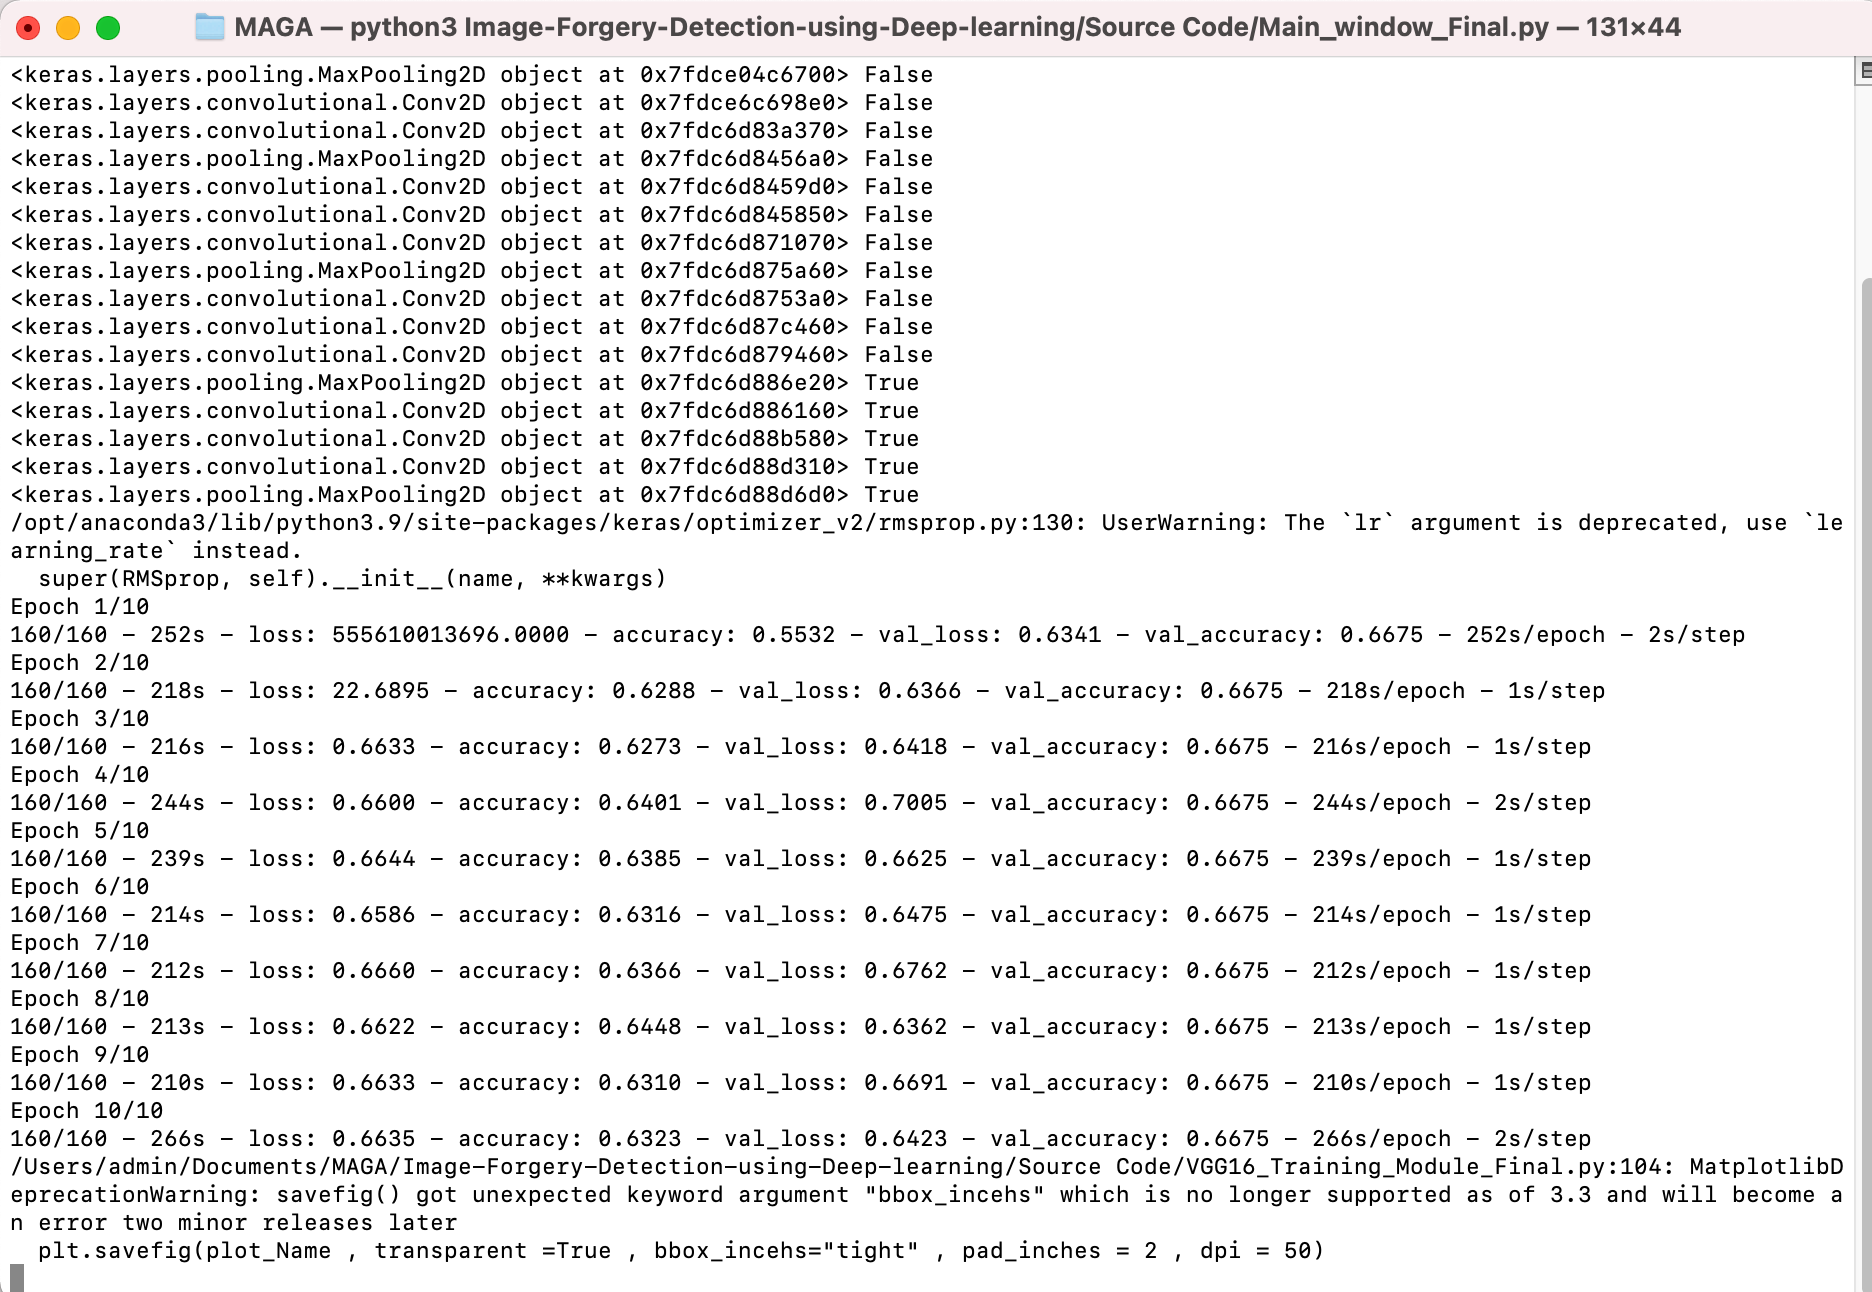 MAGA — python3 Image-Forgery-Detection-using-Deep-learning/Source Code/Main_window_Final.py — 131×44
<keras.layers.pooling.MaxPooling2D object at 0x7fdce04c6700> False
<keras.layers.convolutional.Conv2D object at 0x7fdce6c698e0> False
<keras.layers.convolutional.Conv2D object at 0x7fdc6d83a370> False
<keras.layers.pooling.MaxPooling2D object at 0x7fdc6d8456a0> False
<keras.layers.convolutional.Conv2D object at 0x7fdc6d8459d0> False
<keras.layers.convolutional.Conv2D object at 0x7fdc6d845850> False
<keras.layers.convolutional.Conv2D object at 0x7fdc6d871070> False
<keras.layers.pooling.MaxPooling2D object at 0x7fdc6d875a60> False
<keras.layers.convolutional.Conv2D object at 0x7fdc6d8753a0> False
<keras.layers.convolutional.Conv2D object at 0x7fdc6d87c460> False
<keras.layers.convolutional.Conv2D object at 0x7fdc6d879460> False
<keras.layers.pooling.MaxPooling2D object at 0x7fdc6d886e20> True
<keras.layers.convolutional.Conv2D object at 0x7fdc6d886160> True
<keras.layers.convolutional.Conv2D object at 0x7fdc6d88b580> True
<keras.layers.convolutional.Conv2D object at 0x7fdc6d88d310> True
<keras.layers.pooling.MaxPooling2D object at 0x7fdc6d88d6d0> True
/opt/anaconda3/lib/python3.9/site-packages/keras/optimizer_v2/rmsprop.py:130: UserWarning: The `lr` argument is deprecated, use `le
arning_rate` instead.
  super(RMSprop, self).__init__(name, **kwargs)
Epoch 1/10
160/160 - 252s - loss: 555610013696.0000 - accuracy: 0.5532 - val_loss: 0.6341 - val_accuracy: 0.6675 - 252s/epoch - 2s/step
Epoch 2/10
160/160 - 218s - loss: 22.6895 - accuracy: 0.6288 - val_loss: 0.6366 - val_accuracy: 0.6675 - 218s/epoch - 1s/step
Epoch 3/10
160/160 - 216s - loss: 0.6633 - accuracy: 0.6273 - val_loss: 0.6418 - val_accuracy: 0.6675 - 216s/epoch - 1s/step
Epoch 4/10
160/160 - 244s - loss: 0.6600 - accuracy: 0.6401 - val_loss: 0.7005 - val_accuracy: 0.6675 - 244s/epoch - 2s/step
Epoch 5/10
160/160 - 239s - loss: 0.6644 - accuracy: 0.6385 - val_loss: 0.6625 - val_accuracy: 0.6675 - 239s/epoch - 1s/step
Epoch 6/10
160/160 - 214s - loss: 0.6586 - accuracy: 0.6316 - val_loss: 0.6475 - val_accuracy: 0.6675 - 214s/epoch - 1s/step
Epoch 7/10
160/160 - 212s - loss: 0.6660 - accuracy: 0.6366 - val_loss: 0.6762 - val_accuracy: 0.6675 - 212s/epoch - 1s/step
Epoch 8/10
160/160 - 213s - loss: 0.6622 - accuracy: 0.6448 - val_loss: 0.6362 - val_accuracy: 0.6675 - 213s/epoch - 1s/step
Epoch 9/10
160/160 - 210s - loss: 0.6633 - accuracy: 0.6310 - val_loss: 0.6691 - val_accuracy: 0.6675 - 210s/epoch - 1s/step
Epoch 10/10
160/160 - 266s - loss: 0.6635 - accuracy: 0.6323 - val_loss: 0.6423 - val_accuracy: 0.6675 - 266s/epoch - 2s/step
/Users/admin/Documents/MAGA/Image-Forgery-Detection-using-Deep-learning/Source Code/VGG16_Training_Module_Final.py:104: MatplotlibD
eprecationWarning: savefig() got unexpected keyword argument "bbox_incehs" which is no longer supported as of 3.3 and will become a
n error two minor releases later
  plt.savefig(plot_Name , transparent =True , bbox_incehs="tight" , pad_inches = 2 , dpi = 50)